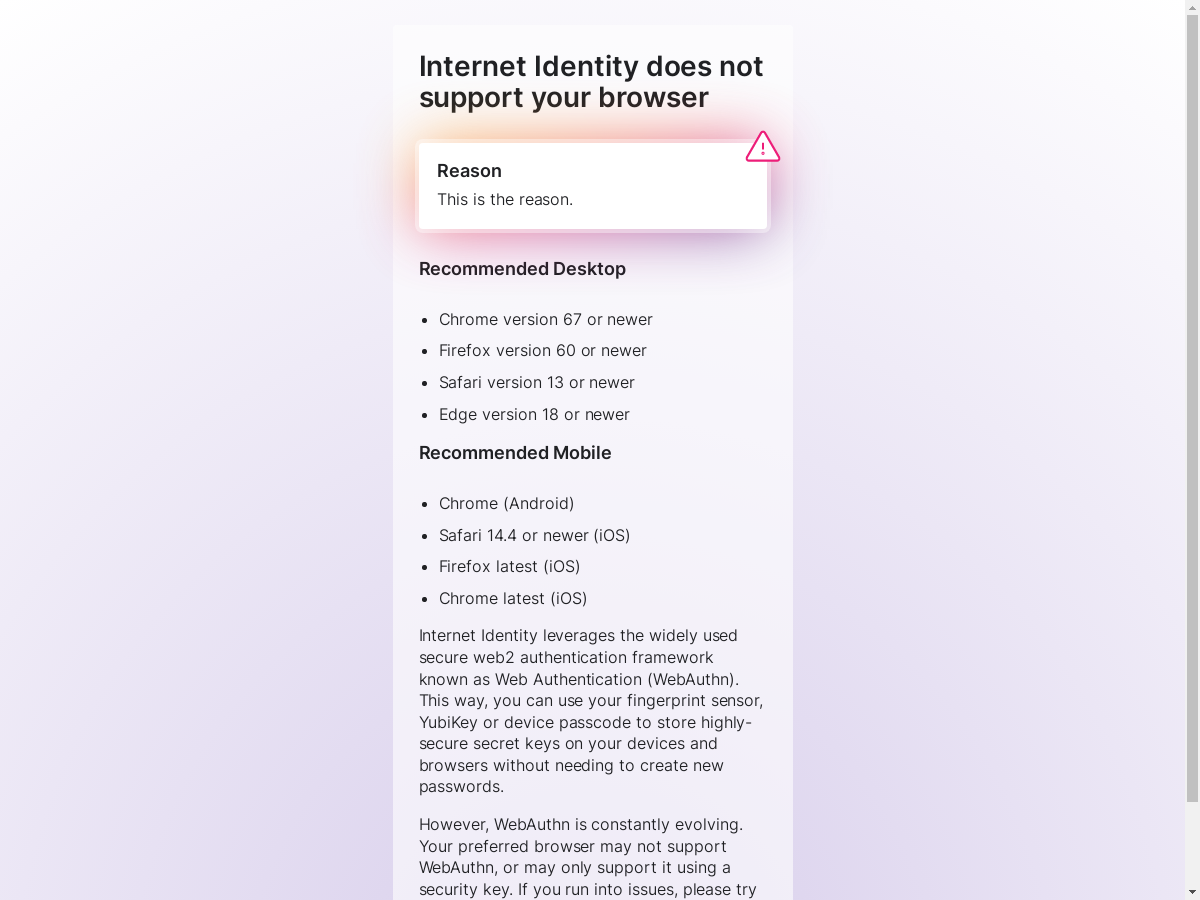 Internet Identity does not
support your browser
Reason
This is the reason.
Recommended Desktop
• Chrome version 67 or newer
• Firefox version 60 or newer
• Safari version 13 or newer
• Edge version 18 or newer
Recommended Mobile
• Chrome (Android)
• Safari 14.4 or newer (iOS)
• Firefox latest (iOS)
• Chrome latest (iOS)
Internet Identity leverages the widely used
secure web2 authentication framework
known as Web Authentication (WebAuthn).
This way, you can use your fingerprint sensor,
YubiKey or device passcode to store highly-
secure secret keys on your devices and
browsers without needing to create new
passwords.
However, WebAuthn is constantly evolving.
Your preferred browser may not support
WebAuthn, or may only support it using a
security key. If you run into issues, please try